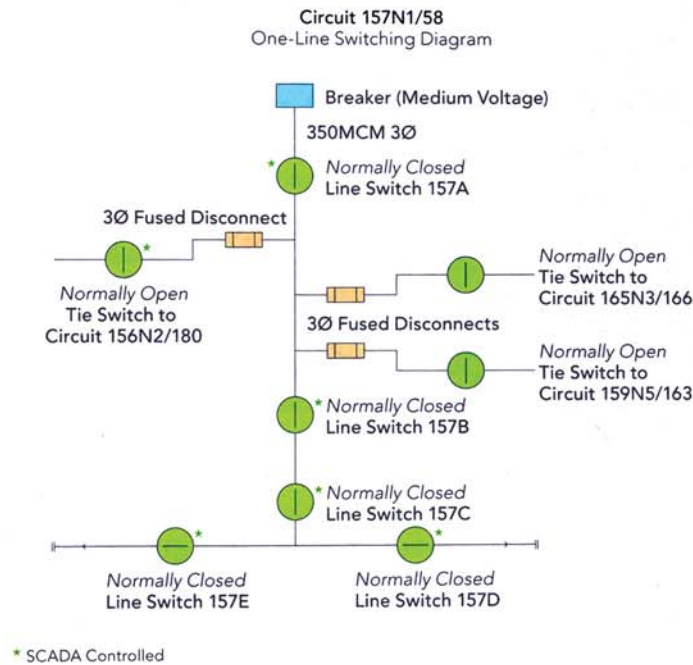 Circuit 157N1/58
One-Line Switching Diagram
Breaker (Medium Voltage)
350MCM 3Ø
* Normally Closed
Line Switch 157A
3Ø Fused Disconnect
*
Normally Open
Tie Switch to
Circuit 156N2/180
Normally Open
Tie Switch to
Circuit 165N3/166
3Ø Fused Disconnects
Normally Open
Tie Switch to
Circuit 159N5/163
* Normally Closed
Line Switch 157B
* Normally Closed
Line Switch 157C
*
Normally Closed
Line Switch 157E
*
Normally Closed
Line Switch 157D
* SCADA Controlled